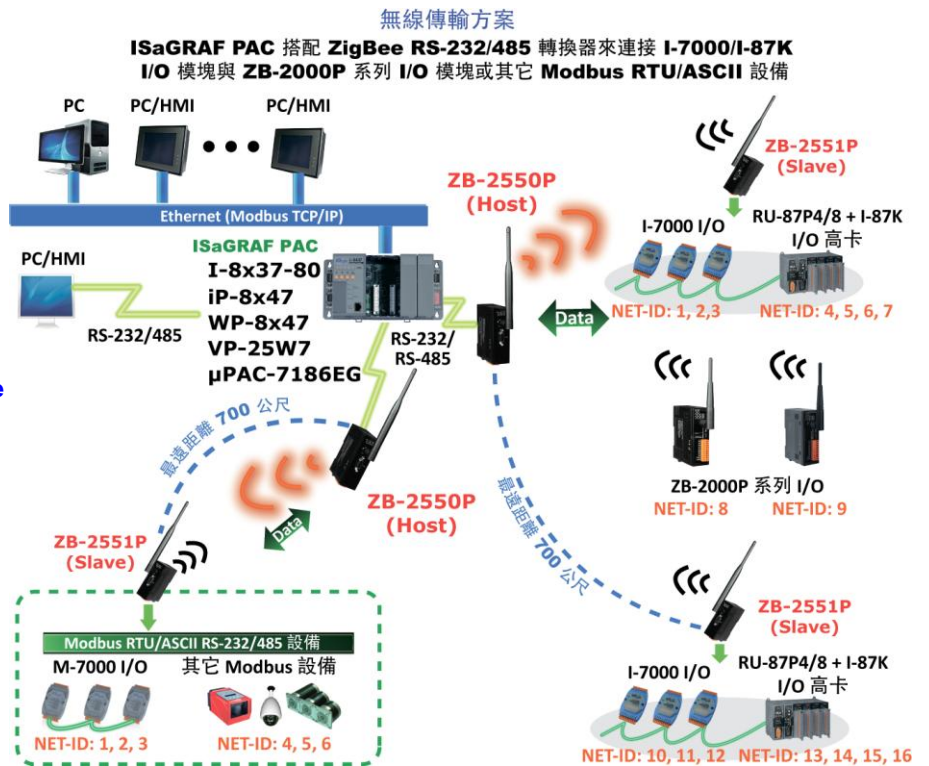 無線傳輸方案
ISaGRAF PAC 搭配 ZigBee RS-232/485 轉換器來連接 I-7000/I-87K
I/O 模塊與 ZB-2000P 系列 I/O 模塊或其它 Modbus RTU/ASCII 設備
PC
PC/HMI
PC/HMI
Ethernet (Modbus TCP/IP)
PC/HMI
RS-232/485
ISaGRAF PAC
I-8x37-80
iP-8x47
WP-8x47
VP-25W7
µPAC-7186EG
RS-232/
RS-485
ZB-2550P
(Host)
Data
ZB-2551P
(Slave)
I-7000 I/O
RU-87P4/8 + I-87K
I/O 高卡
NET-ID: 1, 2,3
NET-ID: 4, 5, 6, 7
ZB-2000P 系列 I/O
NET-ID: 8
NET-ID: 9
e
最遠距離 700 公尺
最遠距離 700 公尺
ZB-2550P
(Host)
Data
ZB-2551P
(Slave)
Modbus RTU/ASCII RS-232/485 設備
M-7000 I/O
其它 Modbus 設備
NET-ID: 1, 2, 3
NET-ID: 4, 5, 6
ZB-2551P
(Slave)
I-7000 I/O
RU-87P4/8 + I-87K
I/O 高卡
NET-ID: 10, 11, 12
NET-ID: 13, 14, 15, 16